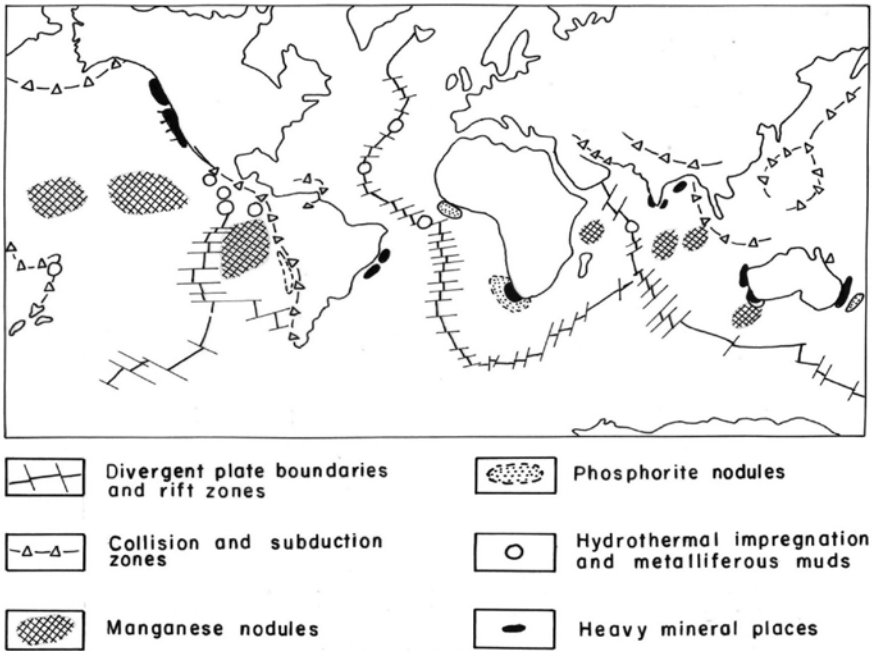 Divergent plate boundaries
and rift zones
Collision and subduction
zones
Manganese nodules
Phosphorite nodules
Hydrothermal impregnation
and metalliferous muds
Heavy mineral places